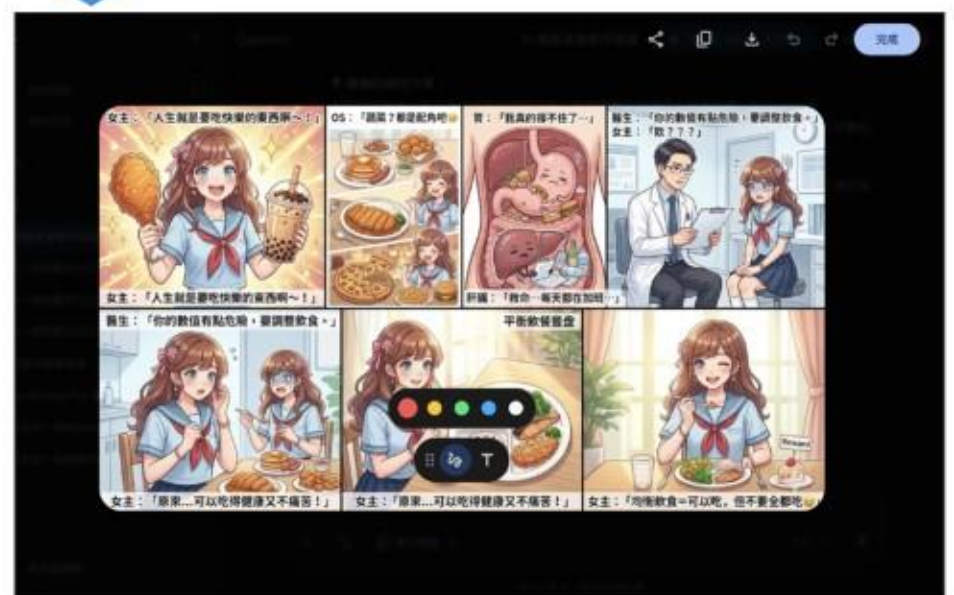 完成
女主：「人生就是要吃快樂的東西啊～！」
女主：「人生就是要吃快樂的東西啊～！」
OS：「蔬菜？都是配角吧
胃：「我真的撐不住了…」
肝臟：「救命…每天都在加班…」
醫生：「你的數值有點危險，要調整飲食。」
女主：「欸？？？」
醫生：「你的數值有點危險，要調整飲食。」
女主：「原來…可以吃得健康又不痛苦！」
平衡飲餐
女主：「原來…可以吃得健康又不痛苦！」
Reward
女主：「均衡飲食=可以吃，但不要全都吃
T